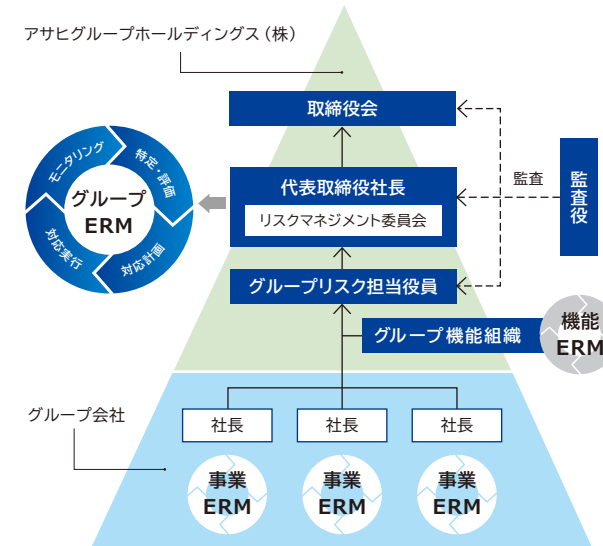 アサヒグループホールディングス（株）
取締役会
モニタリング
特定・評価
対応計画
対応実行
グループ
ERM
代表取締役社長
リスクマネジメント委員会
監査
監査役
グループリスク担当役員
グループ機能組織
機能
ERM
グループ会社
社長
社長
社長
事業
ERM
事業
ERM
事業
ERM